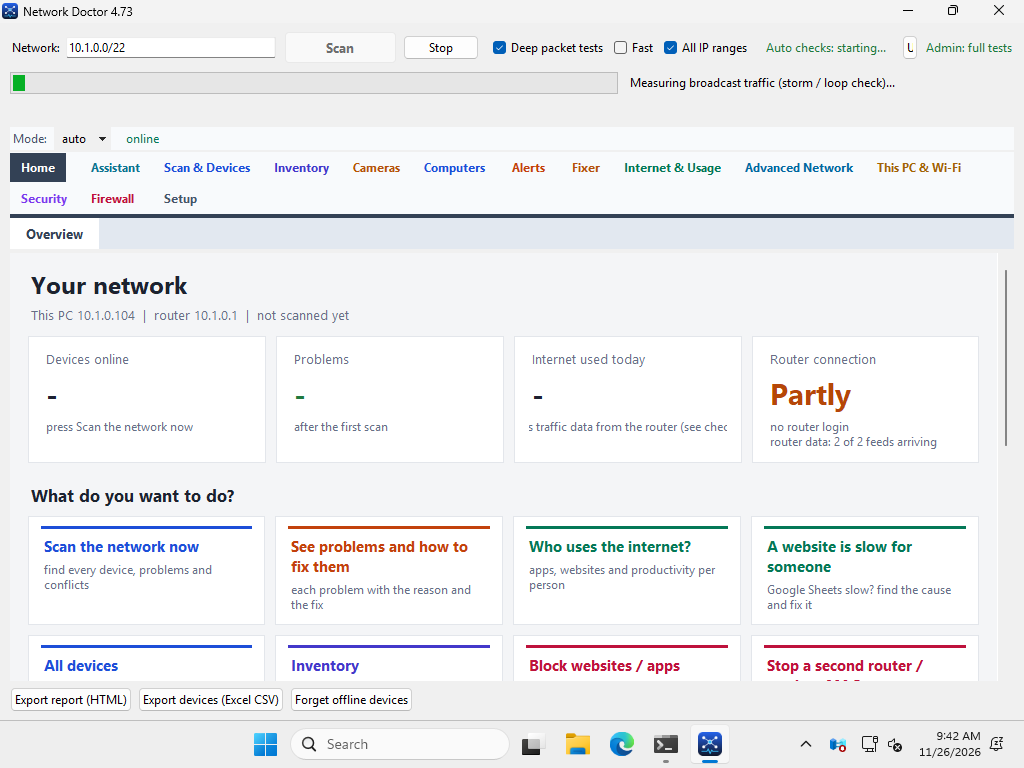 Network Doctor 4.73
Network: 10.1.0.0/22 Scan Stop Deep packet tests Fast All IP ranges Auto checks: starting... Admin: full tests
Measuring broadcast traffic (storm / loop check)...
Mode: auto online
Home Assistant Scan & Devices Inventory Cameras Computers Alerts Fixer Internet & Usage Advanced Network This PC & Wi-Fi
Security Firewall Setup
Overview
Your network
This PC 10.1.0.104 | router 10.1.0.1 | not scanned yet
Devices online
-
press Scan the network now
Problems
-
after the first scan
Internet used today
-
s traffic data from the router (see chec
Router connection
Partly
no router login
router data: 2 of 2 feeds arriving
What do you want to do?
Scan the network now
find every device, problems and
conflicts
See problems and how to
fix them
each problem with the reason and
the fix
Who uses the internet?
apps, websites and productivity per
person
A website is slow for
someone
Google Sheets slow? find the cause
and fix it
All devices
Inventory
Block websites / apps
Stop a second router /
Export report (HTML) Export devices (Excel CSV) Forget offline devices
Search
9:42 AM
11/26/2026